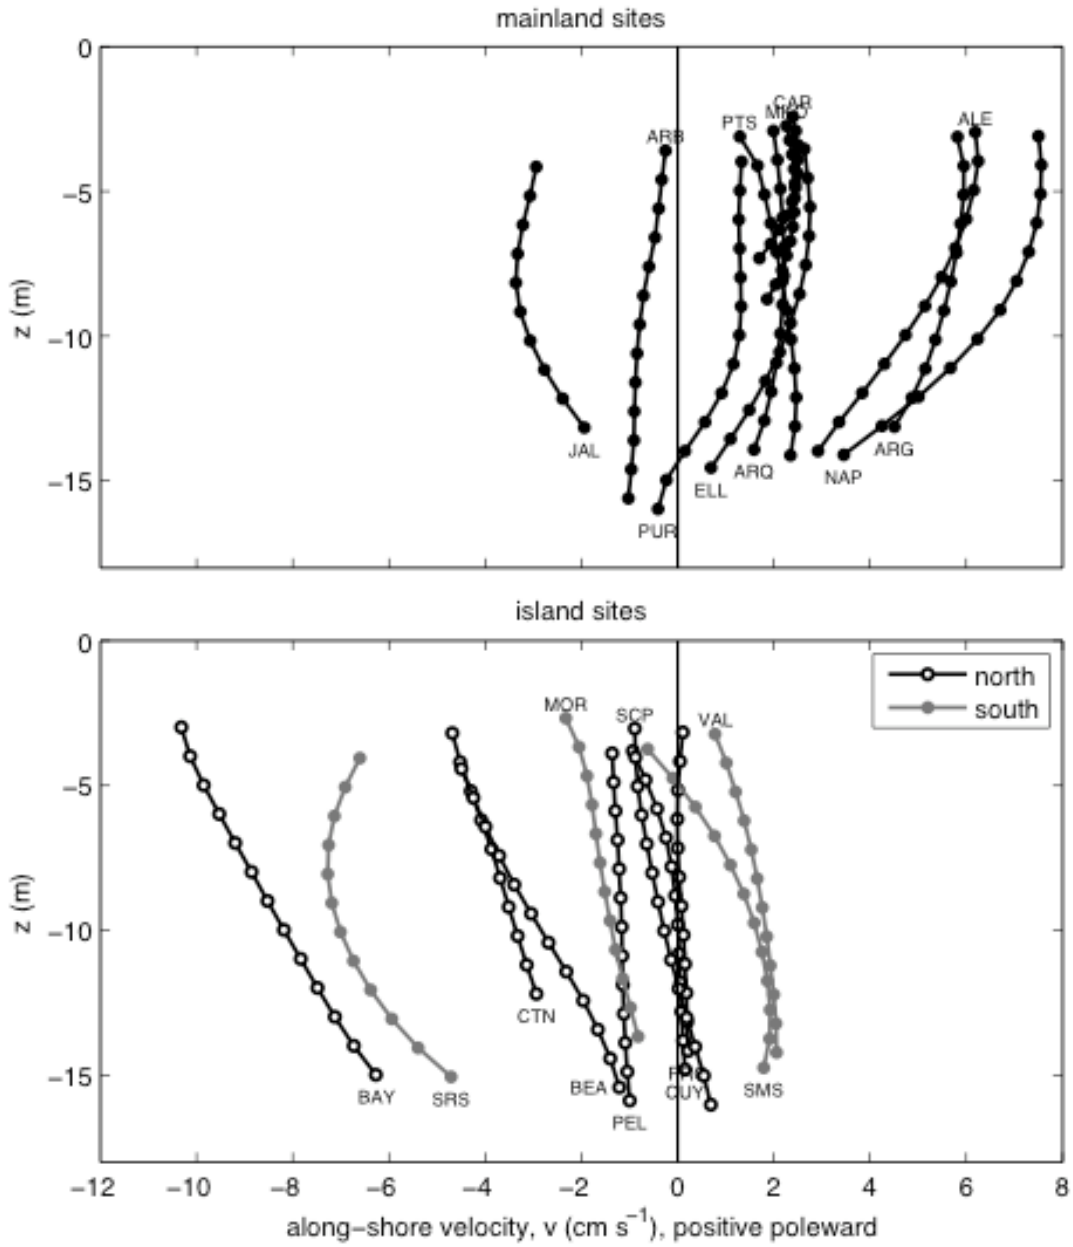 mainland sites
0
−5
−10
−15
z (m)
CAR
PTS
ARB
ALE
JAL
ARG
ARQ
NAP
ELL
PUR
island sites
0
−5
−10
−15
z (m)
north
south
MOR
SCP
VAL
CTN
BEA
CUY
SMS
BAY
SRS
PEL
−12 −10 −8 −6 −4 −2 0 2 4 6 8
along−shore velocity, v (cm s−1), positive poleward